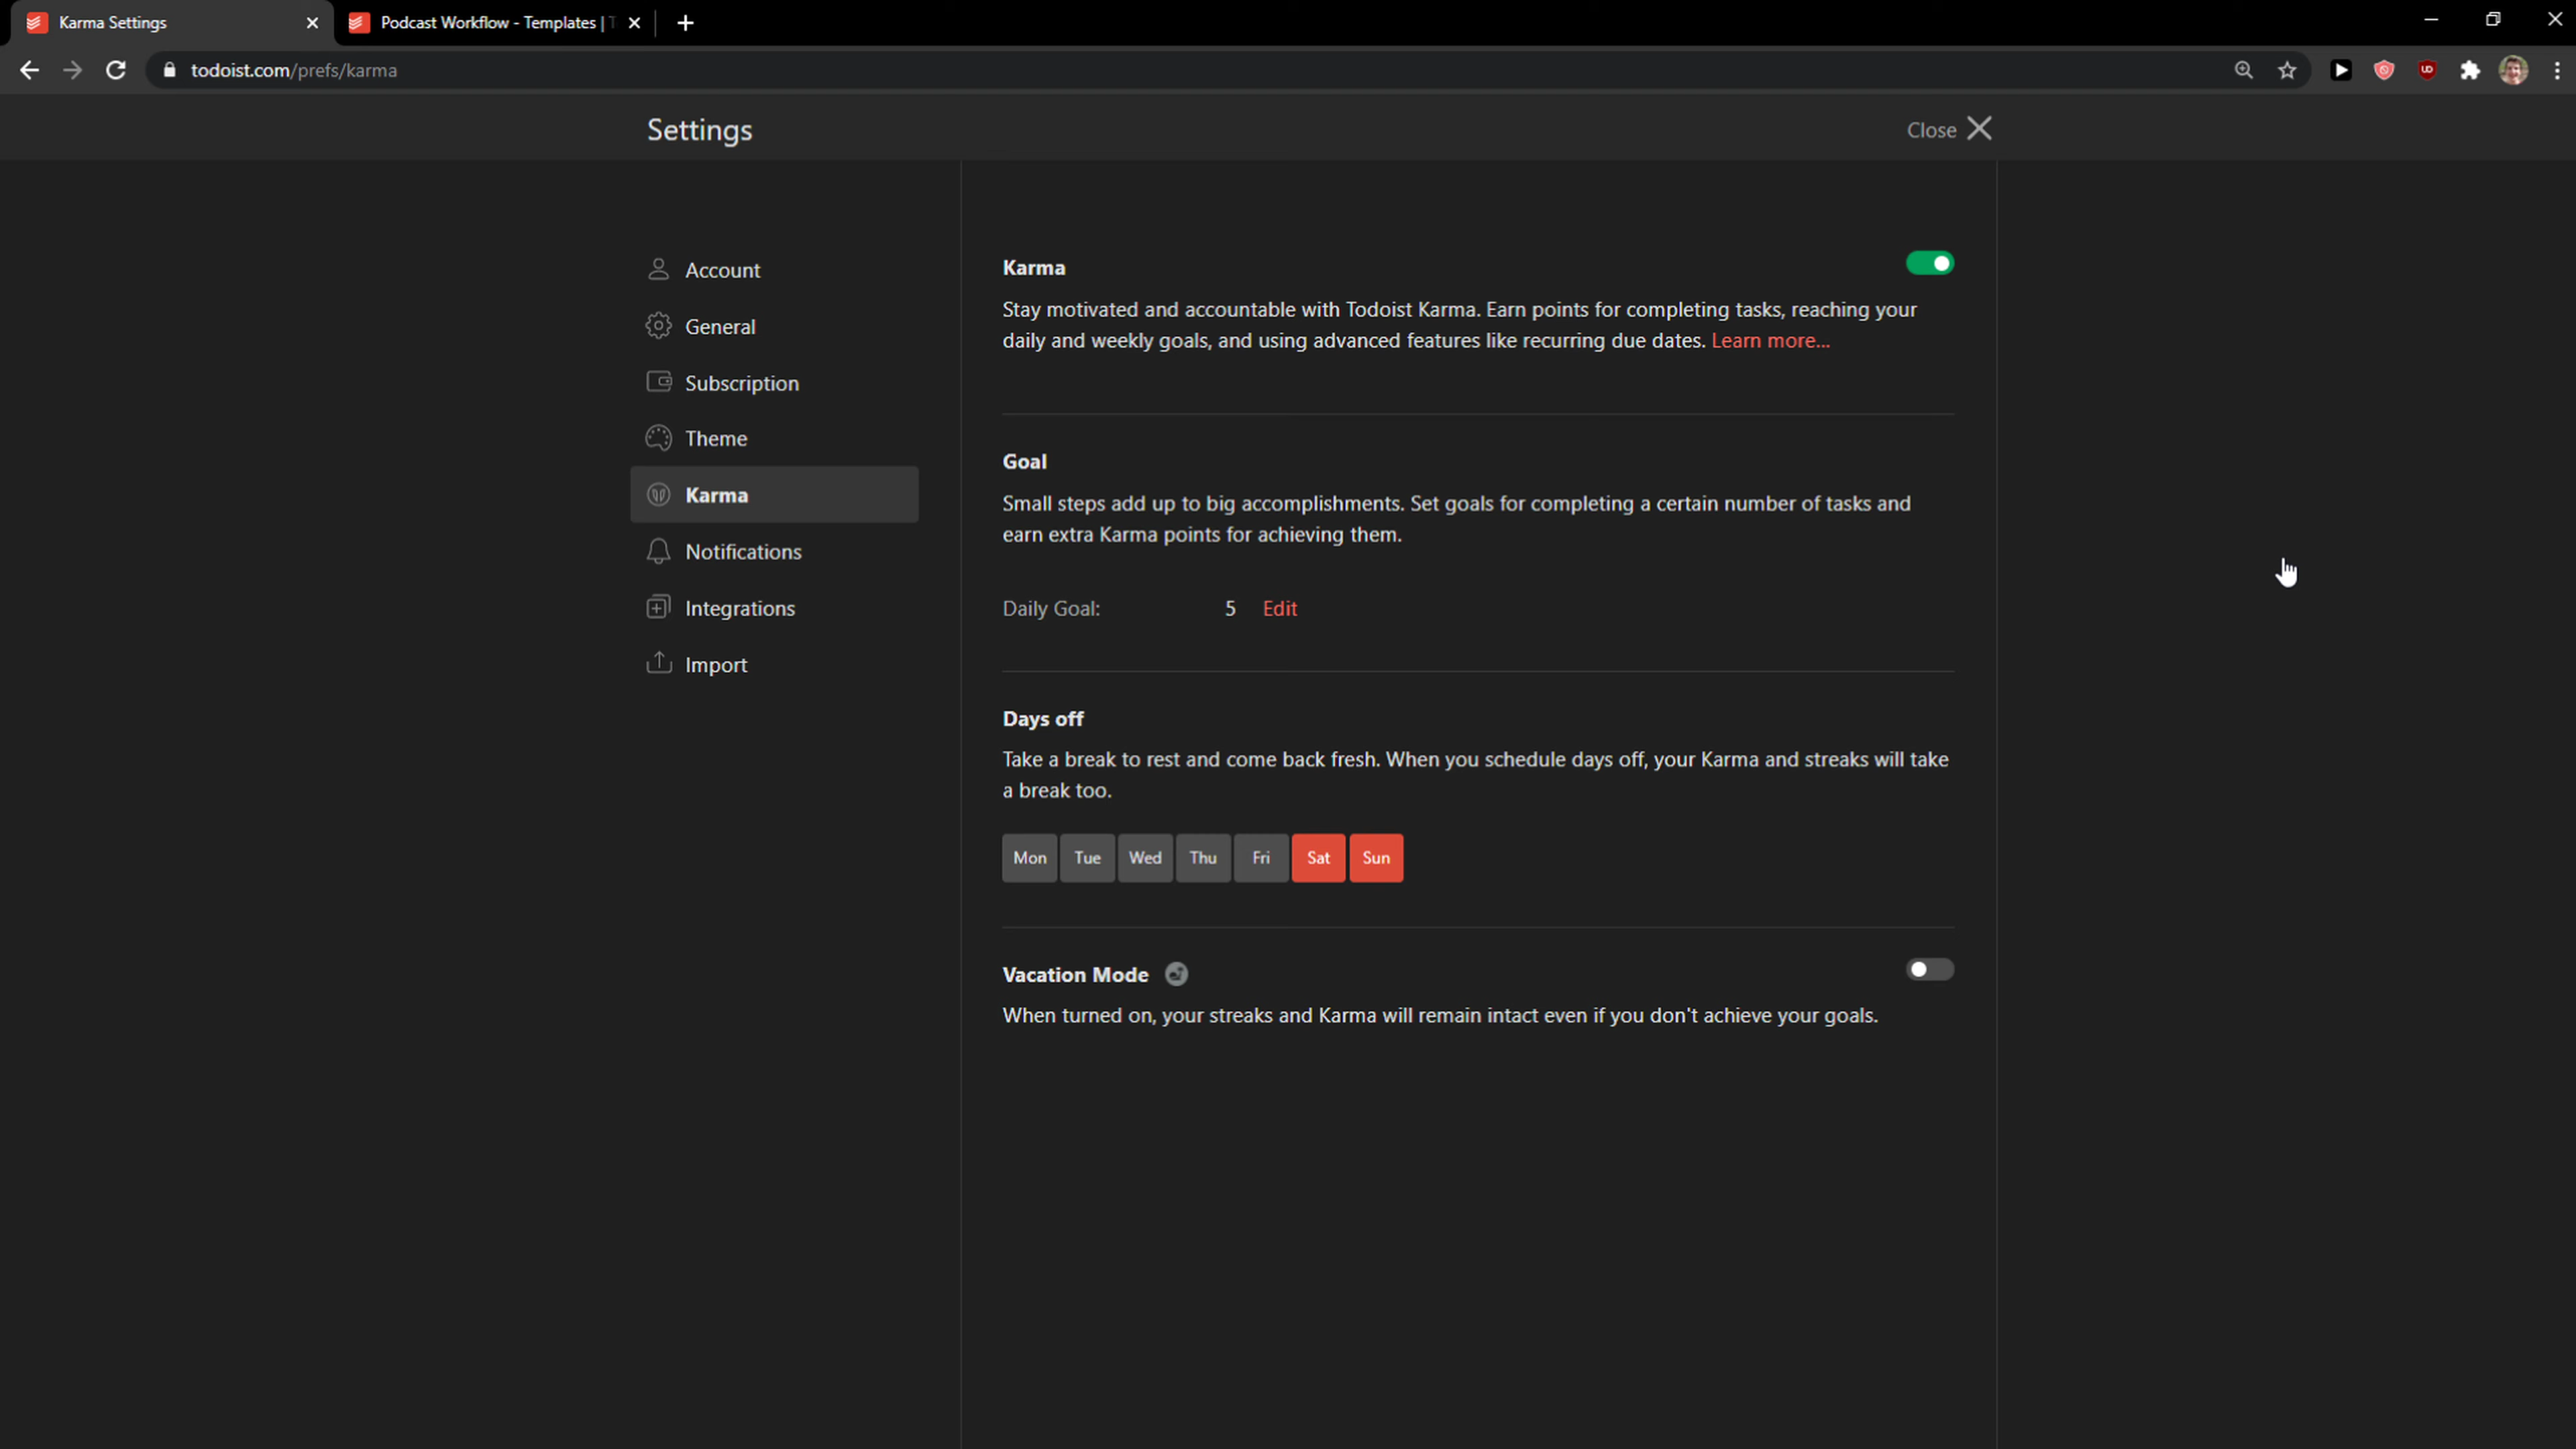 Karma Settings
Podcast Workflow - Templates |
todoist.com/prefs/karma
Settings
Close
Account
General
Subscription
Theme
Karma
Notifications
Integrations
Import
Karma
Stay motivated and accountable with Todoist Karma. Earn points for completing tasks, reaching your
daily and weekly goals, and using advanced features like recurring due dates. Learn more...
Goal
Small steps add up to big accomplishments. Set goals for completing a certain number of tasks and
earn extra Karma points for achieving them.
Daily Goal: 5 Edit
Days off
Take a break to rest and come back fresh. When you schedule days off, your Karma and streaks will take
a break too.
Mon Tue Wed Thu Fri Sat Sun
Vacation Mode
When turned on, your streaks and Karma will remain intact even if you don't achieve your goals.